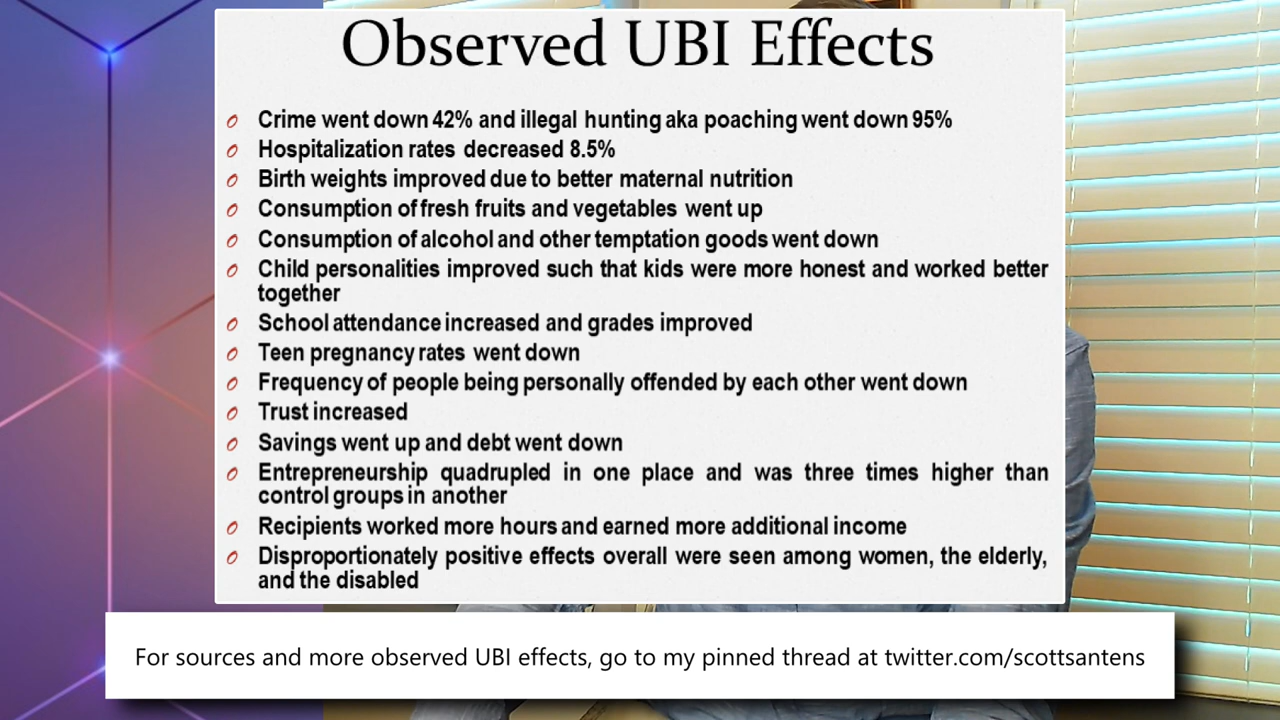 Observed UBI Effects
Crime went down 42% and illegal hunting aka poaching went down 95%
Hospitalization rates decreased 8.5%
Birth weights improved due to better maternal nutrition
Consumption of fresh fruits and vegetables went up
Consumption of alcohol and other temptation goods went down
Child personalities improved such that kids were more honest and worked better
together
School attendance increased and grades improved
Teen pregnancy rates went down
Frequency of people being personally offended by each other went down
Trust increased
Savings went up and debt went down
Entrepreneurship quadrupled in one place and was three times higher than
control groups in another
Recipients worked more hours and earned more additional income
Disproportionately positive effects overall were seen among women, the elderly,
and the disabled
For sources and more observed UBI effects, go to my pinned thread at twitter.com/scottsantens